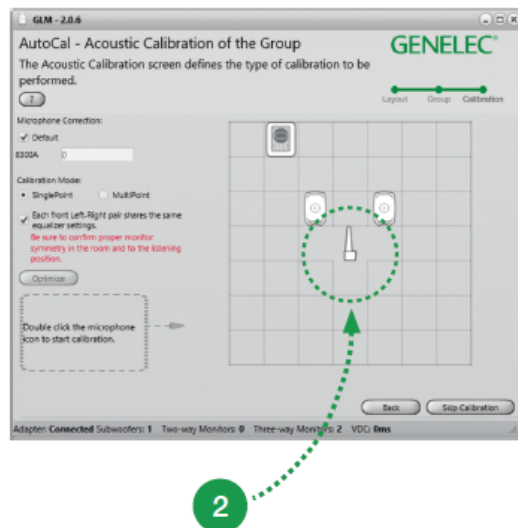 GLM - 2.0.6
AutoCal - Acoustic Calibration of the Group
GENELEC®
The Acoustic Calibration screen defines the type of calibration to be
performed.
?
Layout Group Calibration
Microphone Correction:
Default
8300A 0
Calibration Mode:
SinglePoint MultiPoint
Each front Left-Right pair shares the same
equalizer settings.
Be sure to confirm proper monitor
symmetry in the room and to the listening
position.
Optimize
Double click the microphone
icon to start calibration.
Back Skip Calibration
Adapter: Connected Subwoofers: 1 Two-way Monitors: 0 Three-way Monitors: 2 VDC: 0ms
2